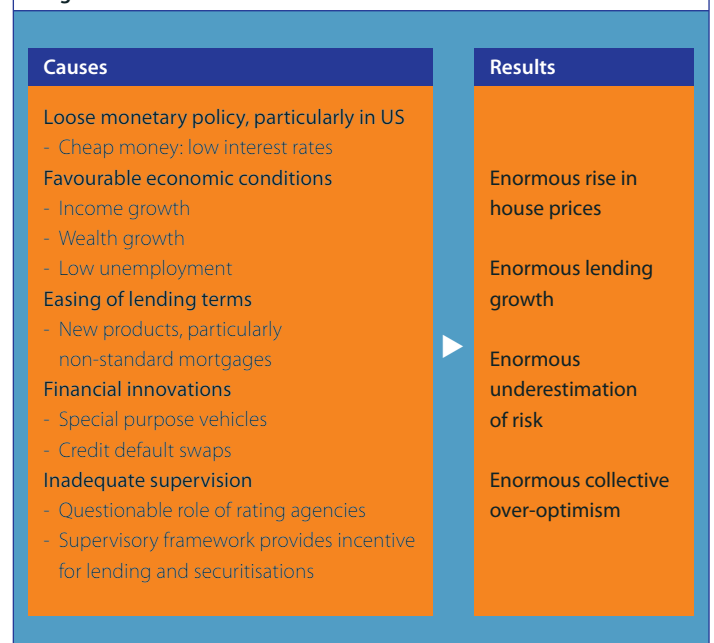 Causes
Loose monetary policy, particularly in US
- Cheap money: low interest rates
Favourable economic conditions
- Income growth
- Wealth growth
- Low unemployment
Easing of lending terms
- New products, particularly
non-standard mortgages
Financial innovations
- Special purpose vehicles
- Credit default swaps
Inadequate supervision
- Questionable role of rating agencies
- Supervisory framework provides incentive
for lending and securitisations
Results
Enormous rise in
house prices
Enormous lending
growth
Enormous
underestimation
of risk
Enormous collective
over-optimism